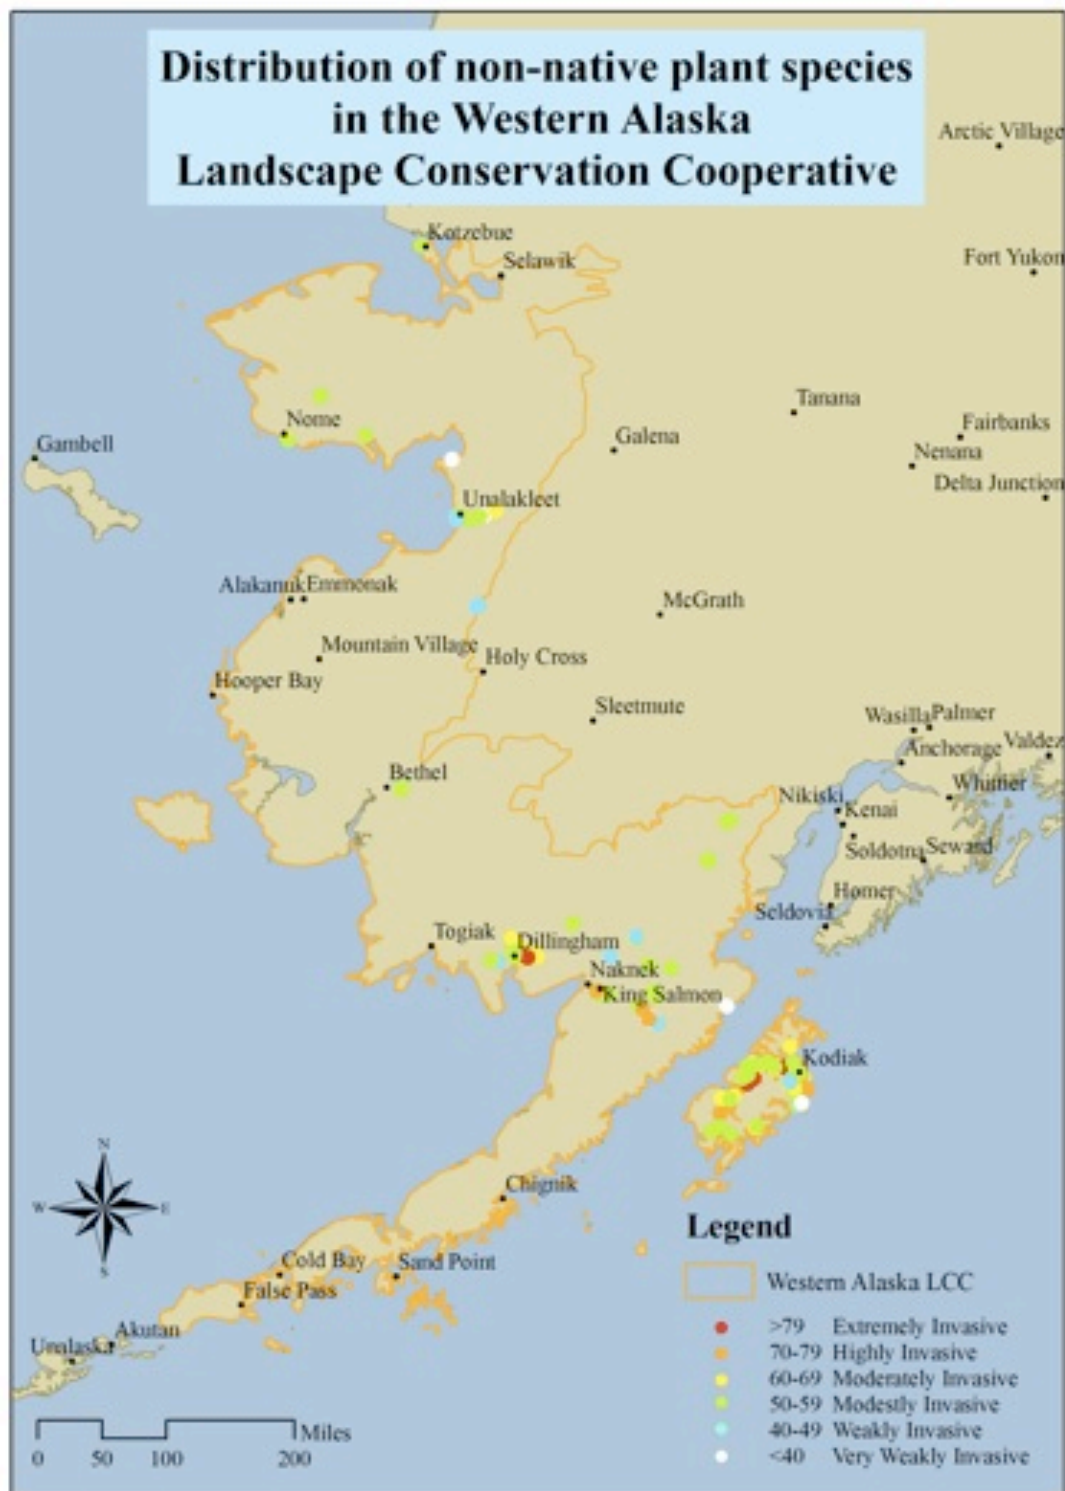 Distribution of non-native plant species
in the Western Alaska
Landscape Conservation Cooperative
Arctic Village
Kotzebue
Fort Yukon
Selawik
Tanana
Nome
Fairbanks
Galena
Gambell
Nenana
Delta Junction
Unalakleet
Alakanuk Emmonak
McGrath
Mountain Village
Holy Cross
Hooper Bay
Sleetmute
Wasilla Palmer
Valdez
Anchorage
Bethel
Whittier
Nikiski
Kenai
Soldotna Seward
Homer
Seldovia
Togiak
Dillingham
Naknek
King Salmon
Kodiak
N
W E
S
Chignik
Legend
Cold Bay
Sand Point
Western Alaska LCC
False Pass
Akutan
Unalaska
>79 Extremely Invasive
70-79 Highly Invasive
60-69 Moderately Invasive
50-59 Modestly Invasive
40-49 Weakly Invasive
<40 Very Weakly Invasive
Miles
0 50 100 200